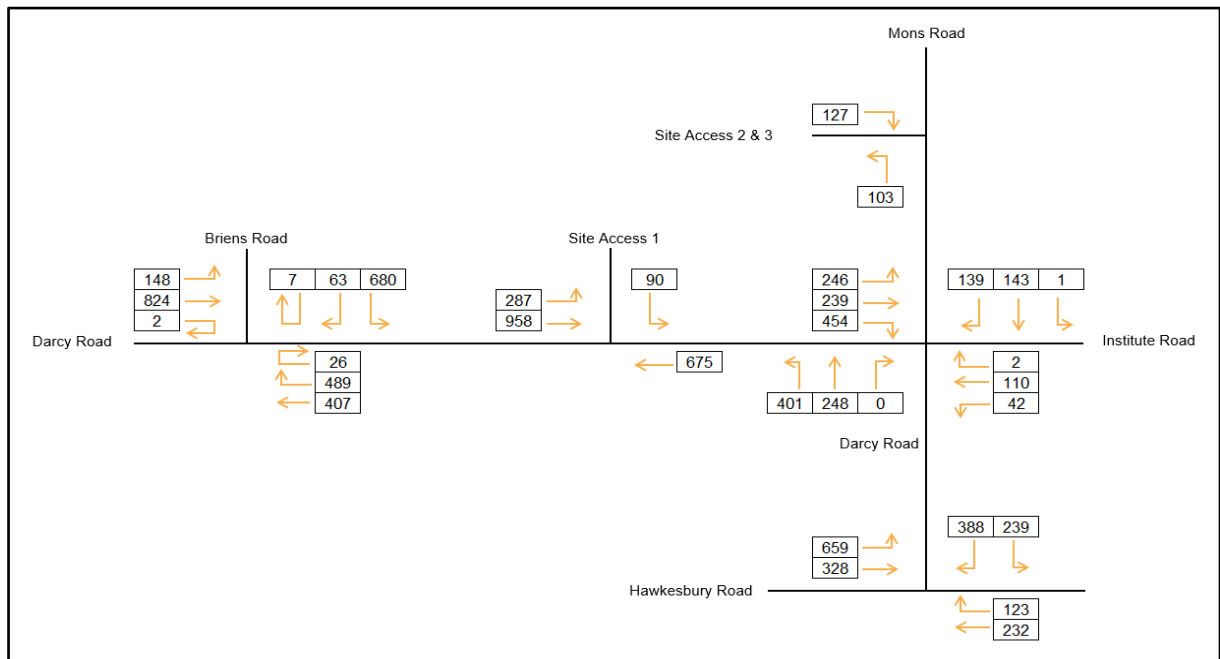 Mons Road
127
Site Access 2 & 3
103
Briens Road
Site Access 1
148
824
2
7 63 680
287
958
90
246
239
454
139 143 1
Darcy Road
Institute Road
26
489
407
675
401 248 0
2
110
42
Darcy Road
659
328
388 239
Hawkesbury Road
123
232